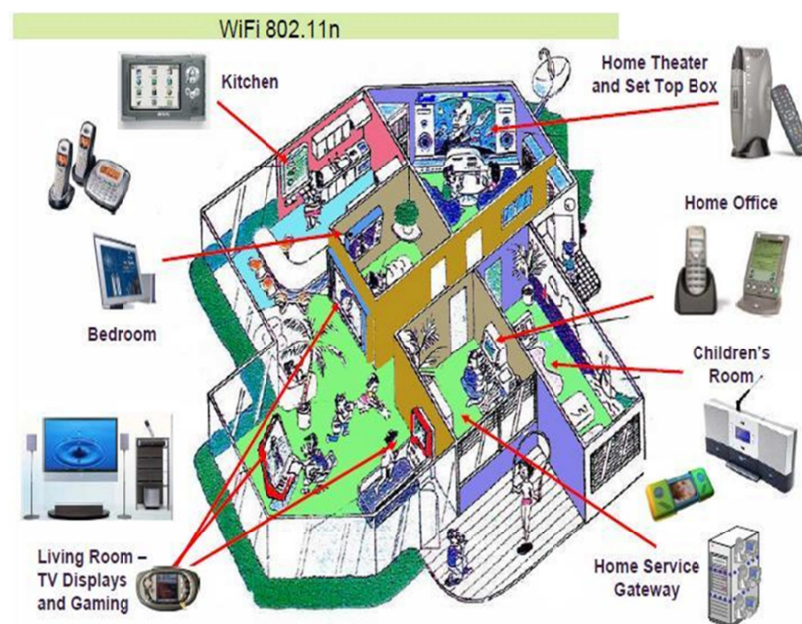 WiFi 802.11n
Kitchen
Home Theater
and Set Top Box
Home Office
Bedroom
Children's
Room
Living Room –
TV Displays
and Gaming
Home Service
Gateway